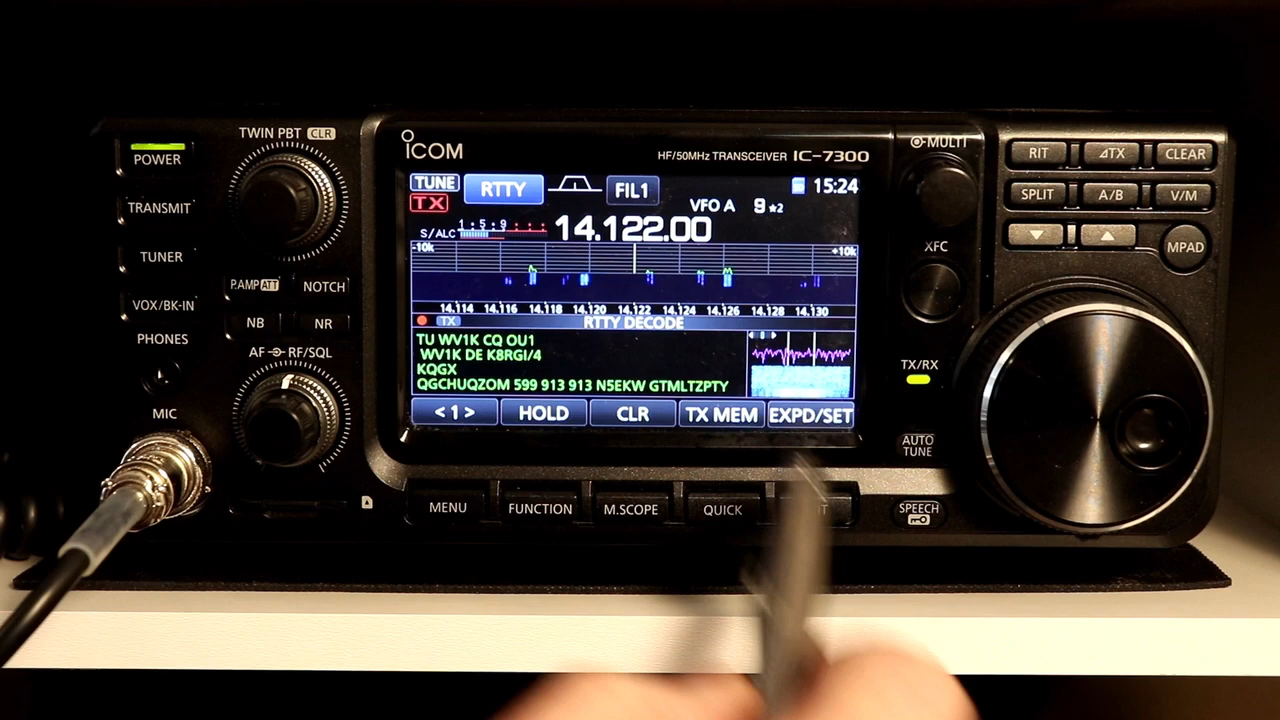 TWIN PBT CLR
POWER
TRANSMIT
TUNER
P.AMP ATT
NOTCH
VOX/BK-IN
NB
NR
PHONES
AF RF/SQL
MIC
ICOM
HF/50MHz TRANSCEIVER IC-7300
TUNE
RTTY
FIL1
15:24
TX
VFO A
9
★2
1 : 5 : 9
S/ALC
14.122.00
-10k
+10k
14.114 14.116 14.118 14.120 14.122 14.124 14.126 14.128 14.130
TX
RTTY DECODE
TU WV1K CQ OU1
WV1K DE K8RGI/4
KQGX
QGCHUQZOM 599 913 913 N5EKW GTMLTZPTY
< 1 >
HOLD
CLR
TX MEM
EXPD/SET
MENU
FUNCTION
M.SCOPE
QUICK
MULTI
XFC
TX/RX
AUTO
TUNE
SPEECH
RIT
⊿TX
CLEAR
SPLIT
A/B
V/M
▼
▲
MPAD